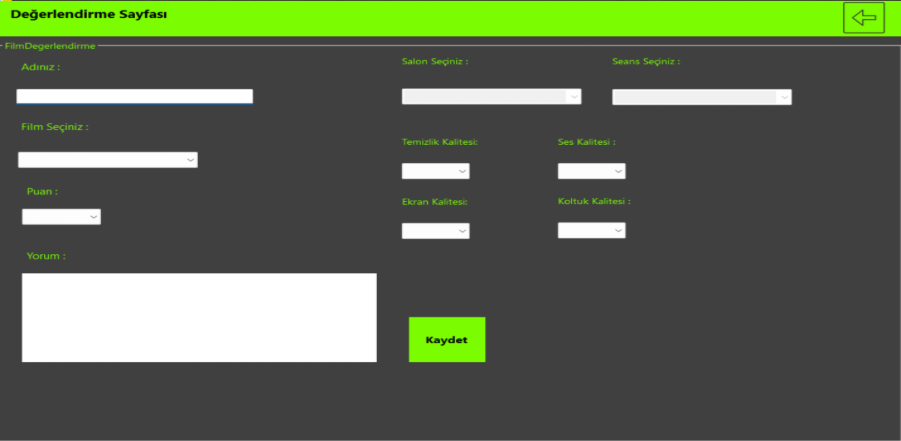 Değerlendirme Sayfası
FilmDegerlendirme
Adınız :
Salon Seçiniz :
Seans Seçiniz :
Film Seçiniz :
Temizlik Kalitesi:
Ses Kalitesi :
Puan :
Ekran Kalitesi:
Koltuk Kalitesi :
Yorum :
Kaydet